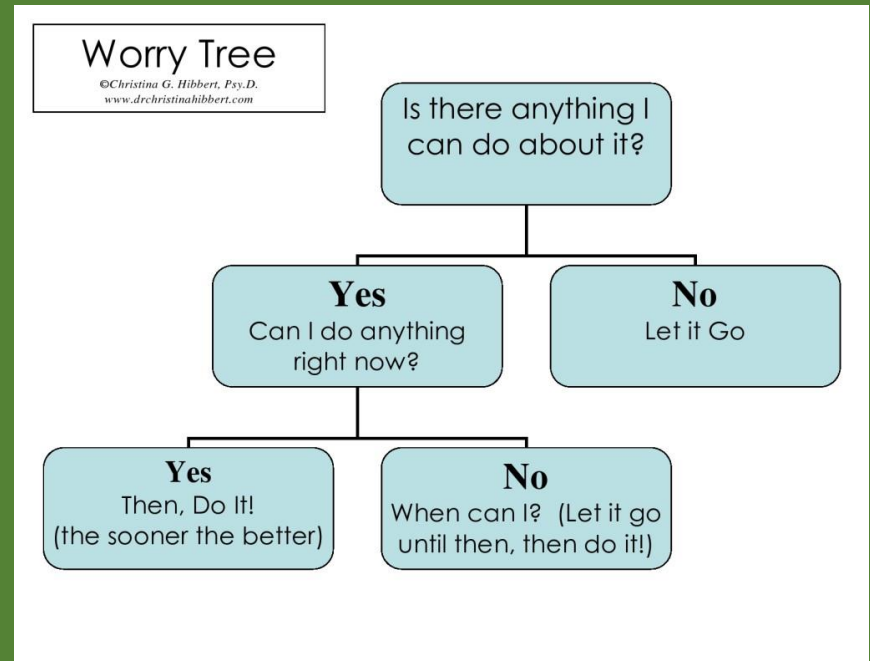 Worry Tree
©Christina G. Hibbert, Psy.D.
www.drchristinahibbert.com
Is there anything I
can do about it?
Yes
Can I do anything
right now?
No
Let it Go
Yes
Then, Do It!
(the sooner the better)
No
When can I? (Let it go
until then, then do it!)